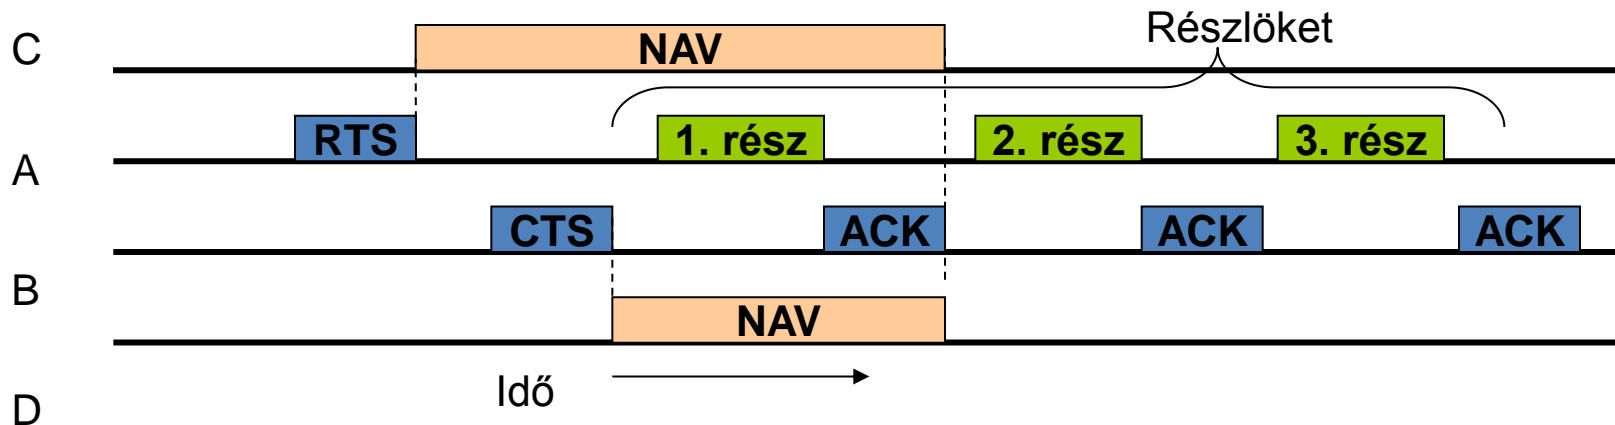 Részlöket
C NAV
RTS 1. rész 2. rész 3. rész
A
CTS ACK ACK ACK
B
NAV
Idő
D